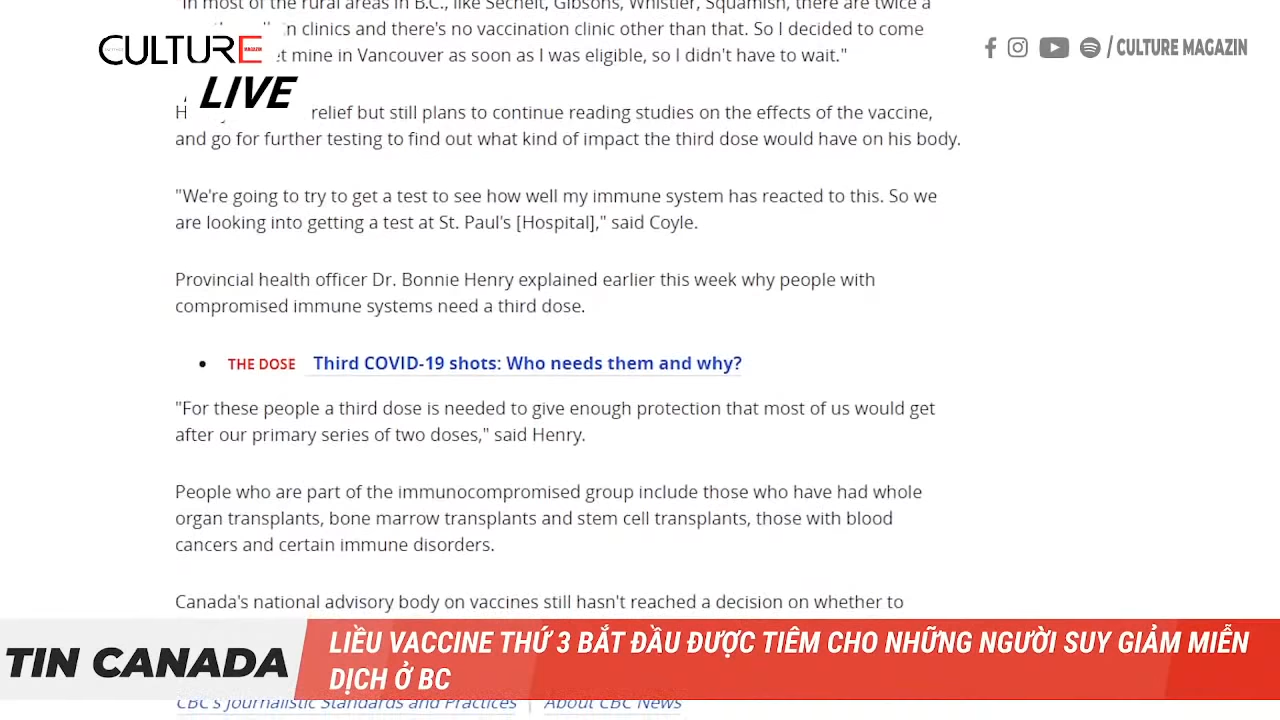 "In most of the rural areas in B.C., like Sechelt, Gibsons, Whistler, Squamish, there are twice a
clinics and there's no vaccination clinic other than that. So I decided to come
mine in Vancouver as soon as I was eligible, so I didn't have to wait."
CULTURE
MAGAZIN
LIVE
/ CULTURE MAGAZIN
relief but still plans to continue reading studies on the effects of the vaccine,
and go for further testing to find out what kind of impact the third dose would have on his body.
"We're going to try to get a test to see how well my immune system has reacted to this. So we
are looking into getting a test at St. Paul's [Hospital]," said Coyle.
Provincial health officer Dr. Bonnie Henry explained earlier this week why people with
compromised immune systems need a third dose.
• THE DOSE Third COVID-19 shots: Who needs them and why?
"For these people a third dose is needed to give enough protection that most of us would get
after our primary series of two doses," said Henry.
People who are part of the immunocompromised group include those who have had whole
organ transplants, bone marrow transplants and stem cell transplants, those with blood
cancers and certain immune disorders.
Canada's national advisory body on vaccines still hasn't reached a decision on whether to
TIN CANADA
LIỀU VACCINE THỨ 3 BẮT ĐẦU ĐƯỢC TIÊM CHO NHỮNG NGƯỜI SUY GIẢM MIỄN
DỊCH Ở BC
CBC's Journalistic Standards and Practices | About CBC News